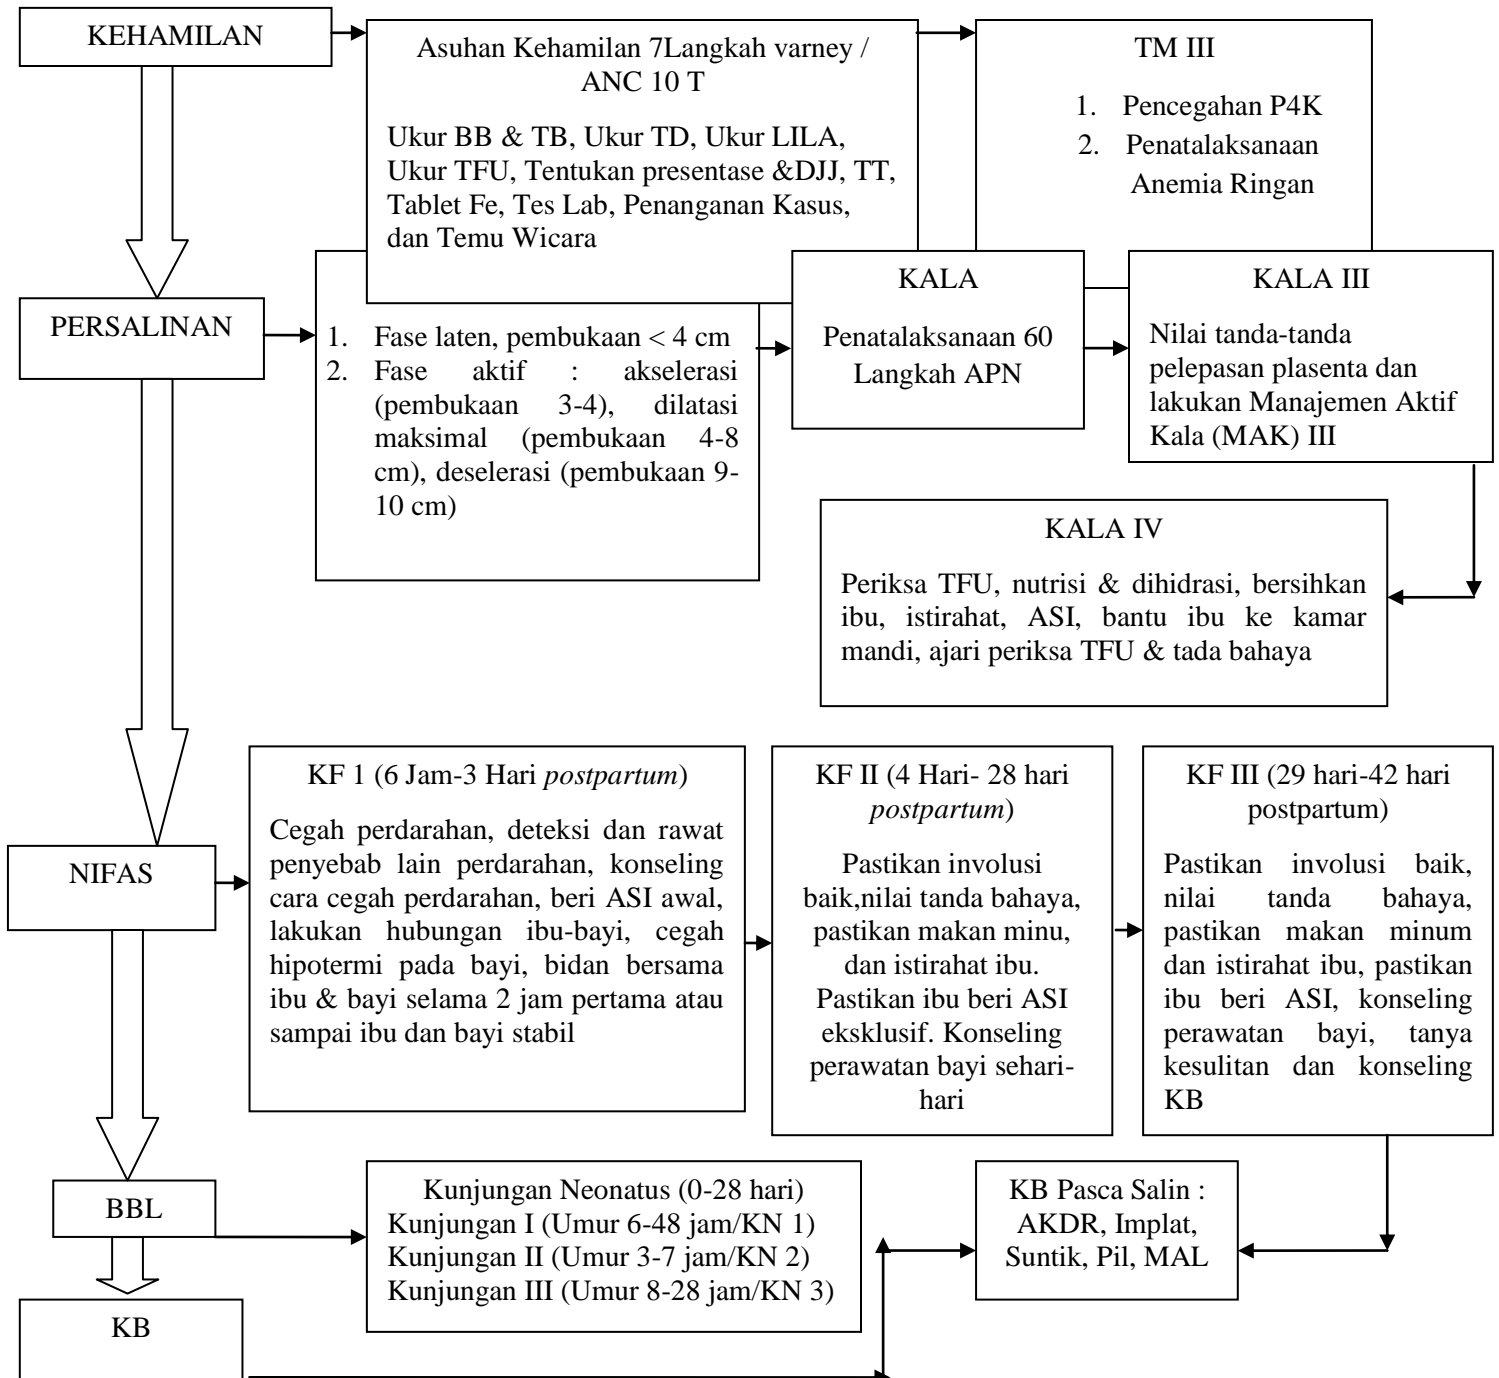 KEHAMILAN
Asuhan Kehamilan 7Langkah varney /
ANC 10 T
Ukur BB & TB, Ukur TD, Ukur LILA,
Ukur TFU, Tentukan presentase &DJJ, TT,
Tablet Fe, Tes Lab, Penanganan Kasus,
dan Temu Wicara
TM III
1. Pencegahan P4K
2. Penatalaksanaan
Anemia Ringan
PERSALINAN
1. Fase laten, pembukaan < 4 cm
2. Fase aktif : akselerasi
(pembukaan 3-4), dilatasi
maksimal (pembukaan 4-8
cm), deselerasi (pembukaan 9-
10 cm)
KALA
Penatalaksanaan 60
Langkah APN
KALA III
Nilai tanda-tanda
pelepasan plasenta dan
lakukan Manajemen Aktif
Kala (MAK) III
KALA IV
Periksa TFU, nutrisi & dihidrasi, bersihkan
ibu, istirahat, ASI, bantu ibu ke kamar
mandi, ajari periksa TFU & tada bahaya
NIFAS
KF 1 (6 Jam-3 Hari postpartum)
Cegah perdarahan, deteksi dan rawat
penyebab lain perdarahan, konseling
cara cegah perdarahan, beri ASI awal,
lakukan hubungan ibu-bayi, cegah
hipotermi pada bayi, bidan bersama
ibu & bayi selama 2 jam pertama atau
sampai ibu dan bayi stabil
KF II (4 Hari- 28 hari
postpartum)
Pastikan involusi
baik,nilai tanda bahaya,
pastikan makan minu,
dan istirahat ibu.
Pastikan ibu beri ASI
eksklusif. Konseling
perawatan bayi sehari-
hari
KF III (29 hari-42 hari
postpartum)
Pastikan involusi baik,
nilai tanda bahaya,
pastikan makan minum
dan istirahat ibu, pastikan
ibu beri ASI, konseling
perawatan bayi, tanya
kesulitan dan konseling
KB
BBL
Kunjungan Neonatus (0-28 hari)
Kunjungan I (Umur 6-48 jam/KN 1)
Kunjungan II (Umur 3-7 jam/KN 2)
Kunjungan III (Umur 8-28 jam/KN 3)
KB Pasca Salin :
AKDR, Implat,
Suntik, Pil, MAL
KB